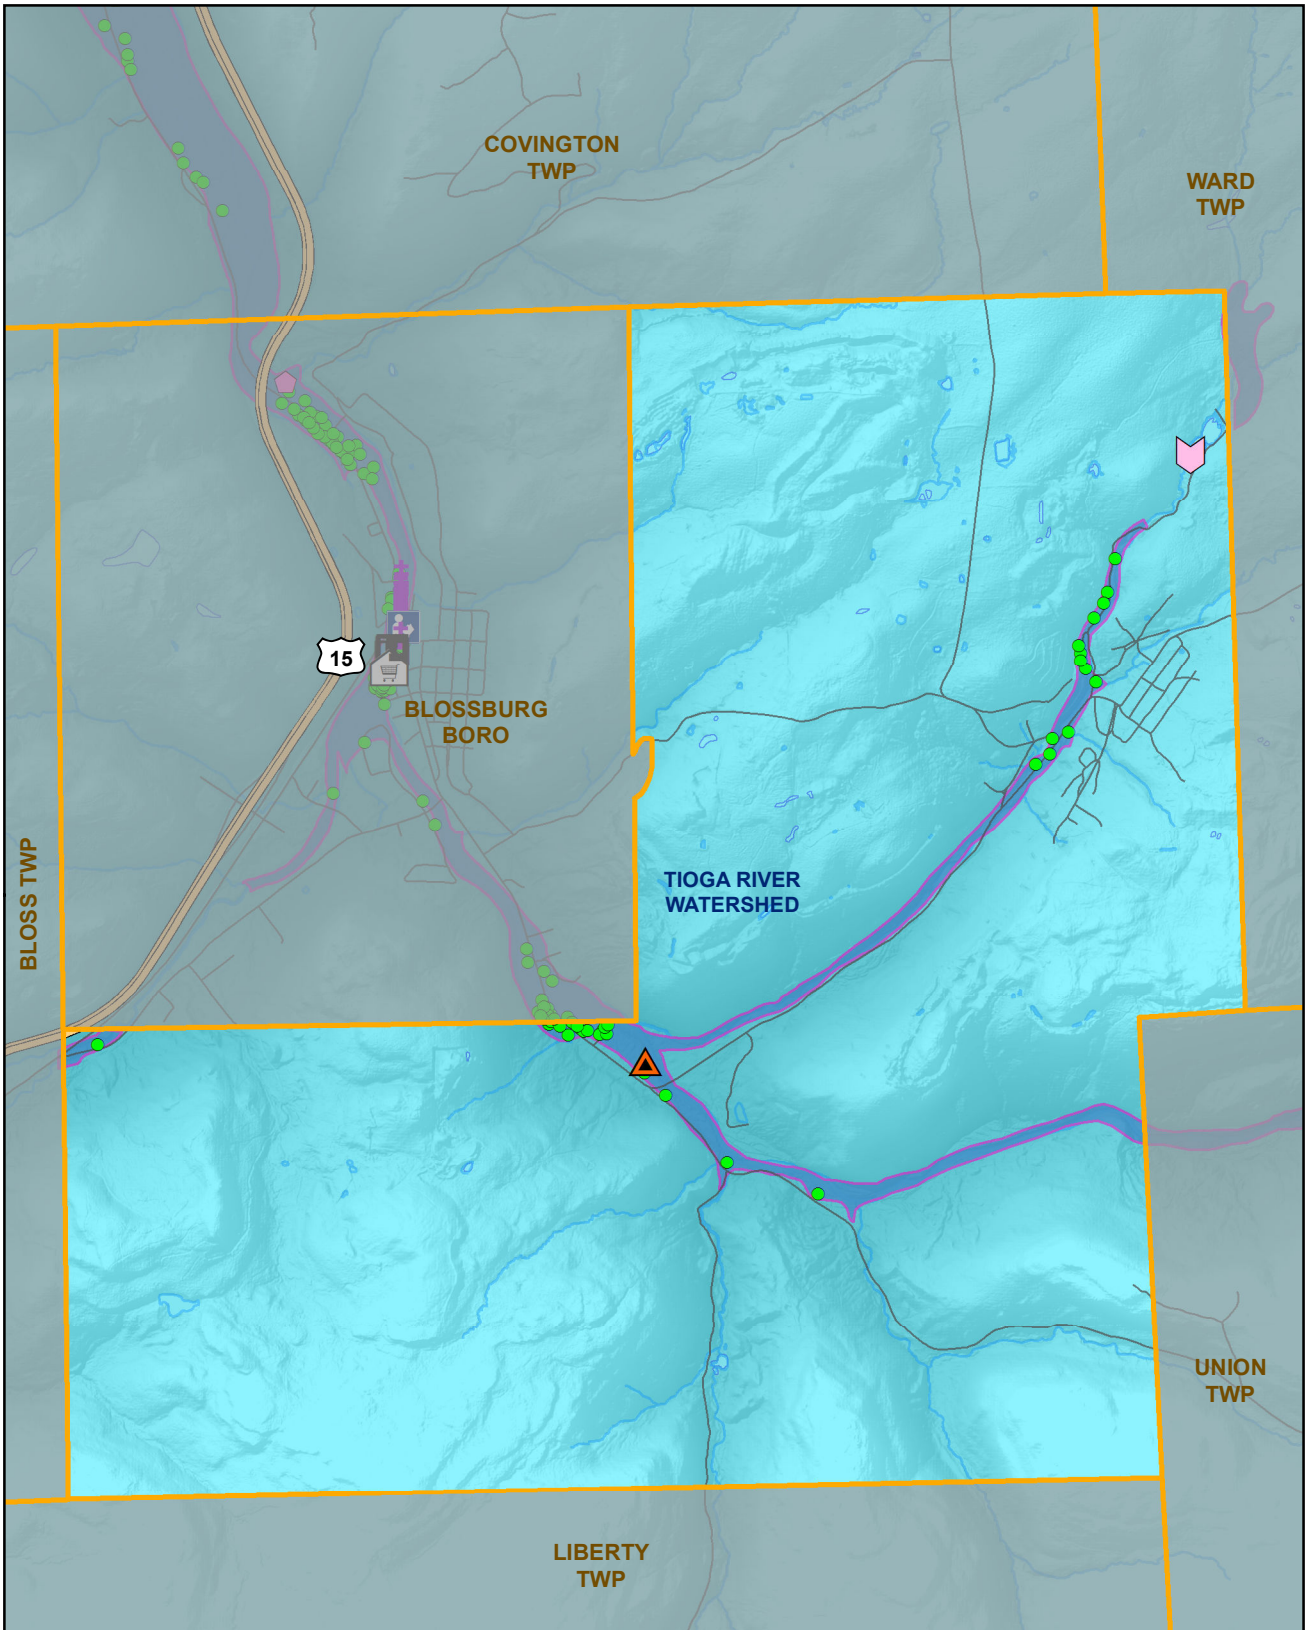 COVINGTON
TWP
WARD
TWP
15
BLOSSBURG
BORO
BLOSS TWP
TIOGA RIVER
WATERSHED
UNION
TWP
LIBERTY
TWP